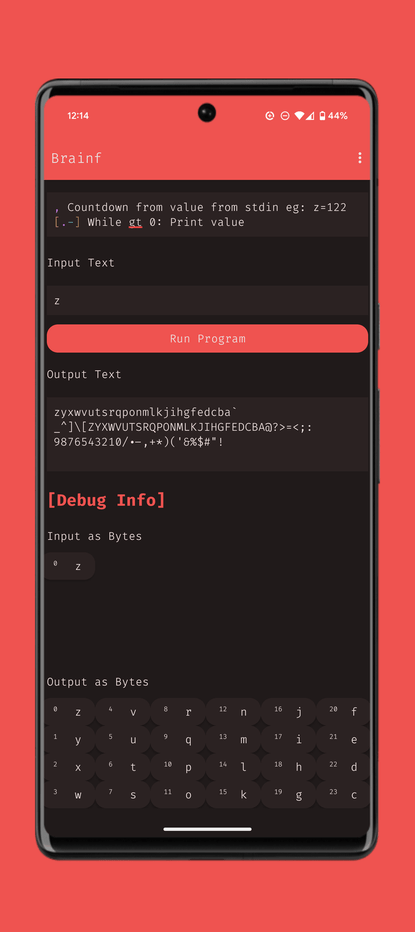 12:14
44%
Brainf
, Countdown from value from stdin eg: z=122
[.-] While gt 0: Print value
Input Text
z
Run Program
Output Text
zyxwvutsrqponmlkjihgfedcba`
_^]\[ZYXWVUTSRQPONMLKJIHGFEDCBA@?>=<;:
9876543210/.-,+*)('&%$#"!
[Debug Info]
Input as Bytes
0 z
Output as Bytes
0 z 4 v 8 r 12 n 16 j 20 f
1 y 5 u 9 q 13 m 17 i 21 e
2 x 6 t 10 p 14 l 18 h 22 d
3 w 7 s 11 o 15 k 19 g 23 c